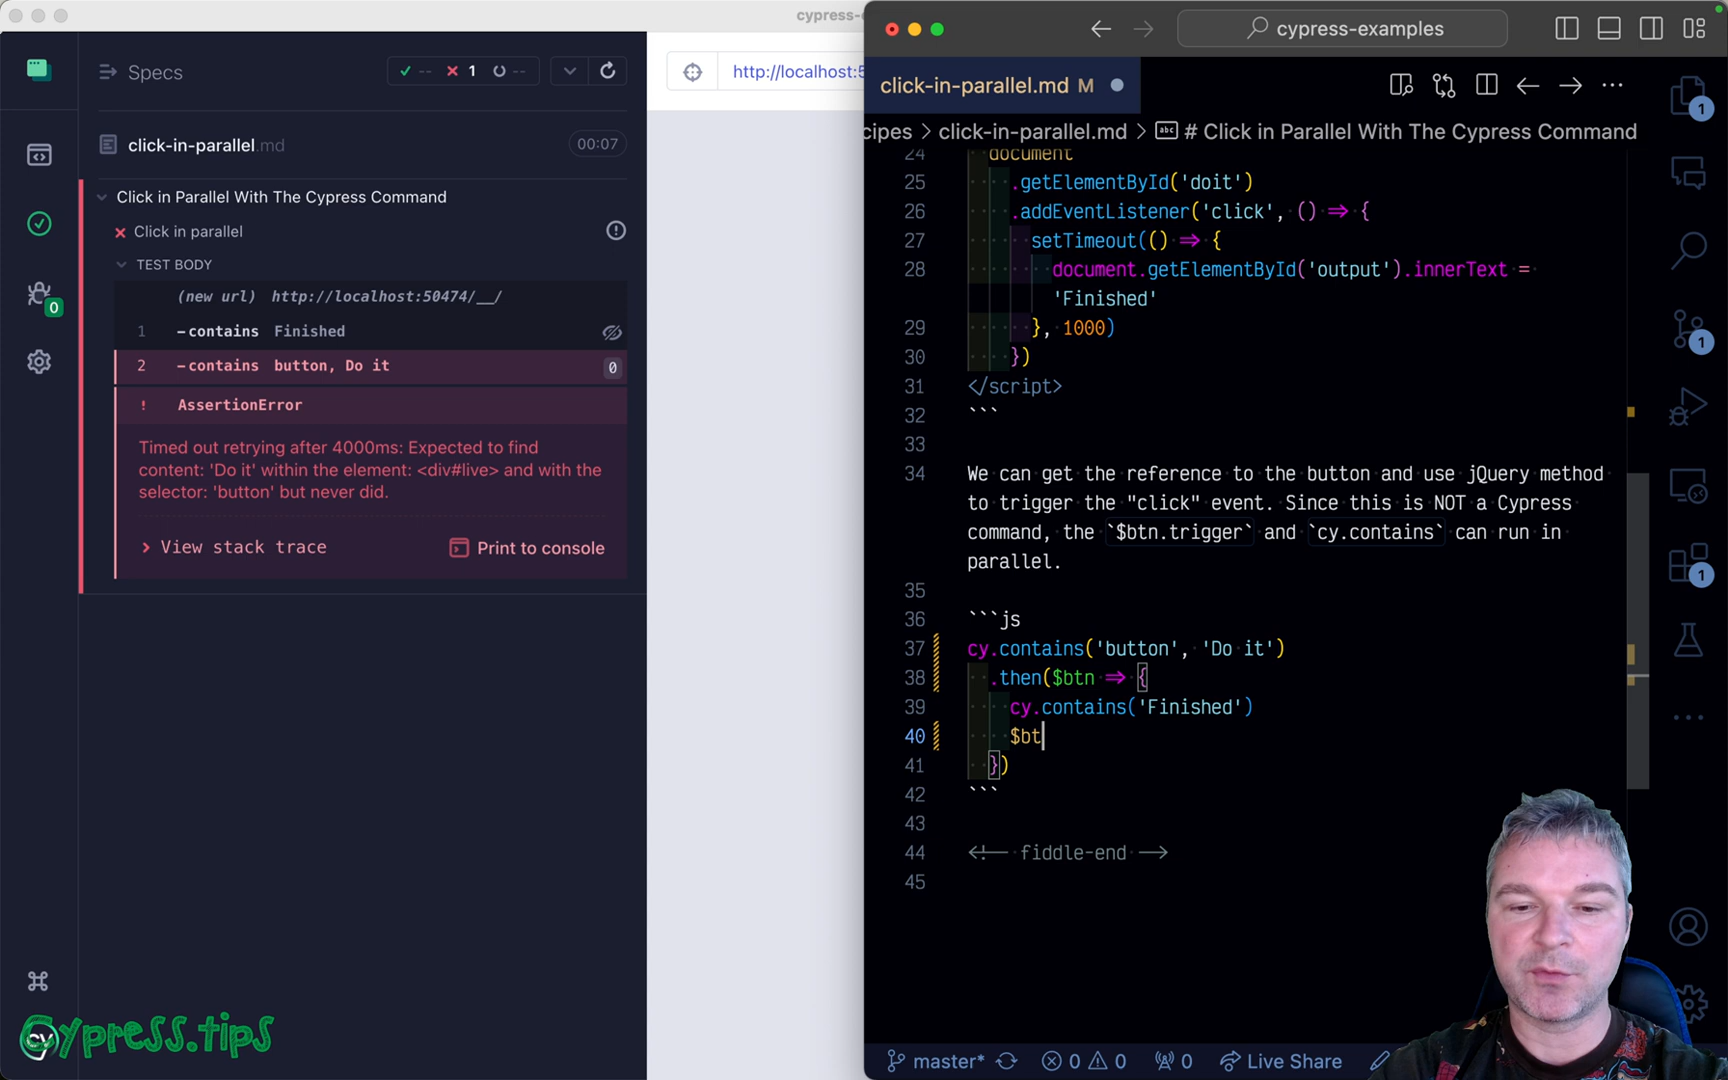 cypress-e
Specs
-- 1 --
click-in-parallel.md
00:07
Click in Parallel With The Cypress Command
Click in parallel
TEST BODY
(new url) http://localhost:50474/__/
1 -contains Finished
2 -contains button, Do it 0
! AssertionError
Timed out retrying after 4000ms: Expected to find
content: 'Do it' within the element: <div#live> and with the
selector: 'button' but never did.
View stack trace
Print to console
0
cypress.tips
cy
http://localhost:5
cypress-examples
click-in-parallel.md M
cipes > click-in-parallel.md > abc # Click in Parallel With The Cypress Command
24 document
25 .getElementById('doit')
26 .addEventListener('click', () => {
27 setTimeout(() => {
28 document.getElementById('output').innerText =
'Finished'
29 }, 1000)
30 })
31 </script>
32 ```
33
34 We can get the reference to the button and use jQuery method
to trigger the "click" event. Since this is NOT a Cypress
command, the `$btn.trigger` and `cy.contains` can run in
parallel.
35
36 ```js
37 cy.contains('button', 'Do it')
38 .then($btn => {
39 cy.contains('Finished')
40 $bt
41 })
42 ```
43
44 <!-- fiddle-end -->
45
1
1
1
master* 0 0 0 Live Share